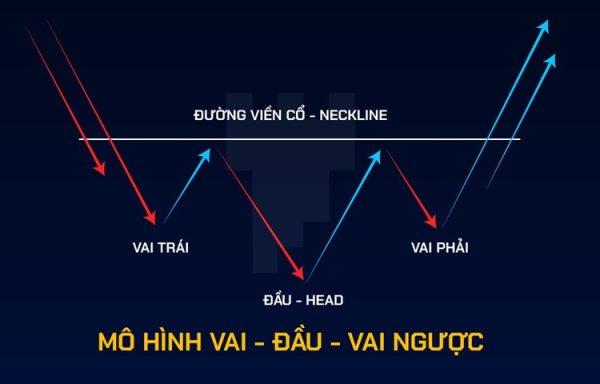 ĐƯỜNG VIỀN CỔ - NECKLINE
VAI TRÁI
VAI PHẢI
ĐẦU - HEAD
MÔ HÌNH VAI - ĐẦU - VAI NGƯỢC